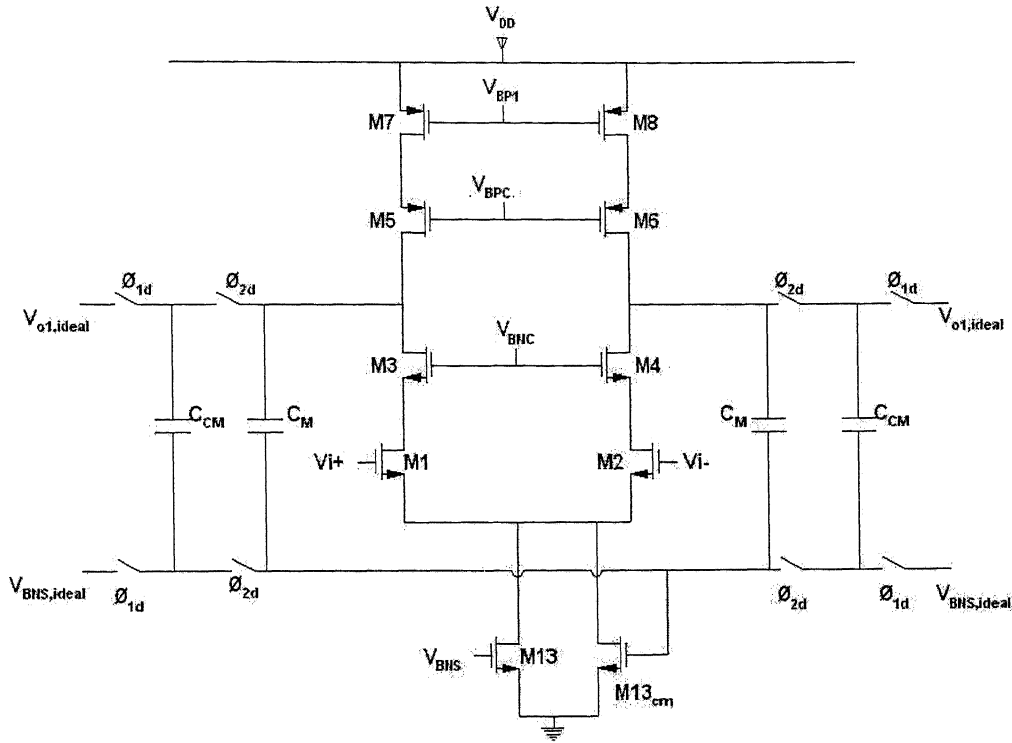 V_DD
V_BP1
M7 M8
V_BPC
M5 M6
Ø_1d Ø_2d Ø_2d Ø_1d
V_o1,ideal V_o1,ideal
V_BNC
M3 M4
C_CM C_M C_M C_CM
Vi+ M1 M2 Vi-
V_BNS,ideal Ø_1d Ø_2d Ø_2d Ø_1d V_BNS,ideal
V_BNS M13
M13_cm